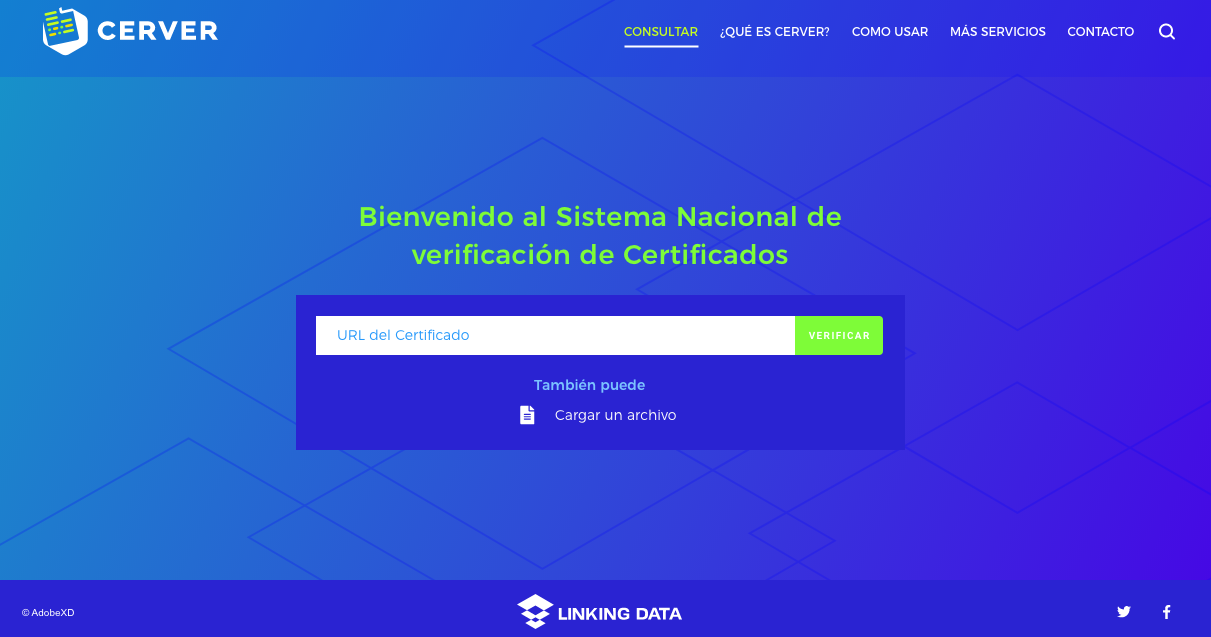 CERVER
CONSULTAR
¿QUÉ ES CERVER?
COMO USAR
MÁS SERVICIOS
CONTACTO
Bienvenido al Sistema Nacional de
verificación de Certificados
URL del Certificado
VERIFICAR
También puede
Cargar un archivo
© AdobeXD
LINKING DATA